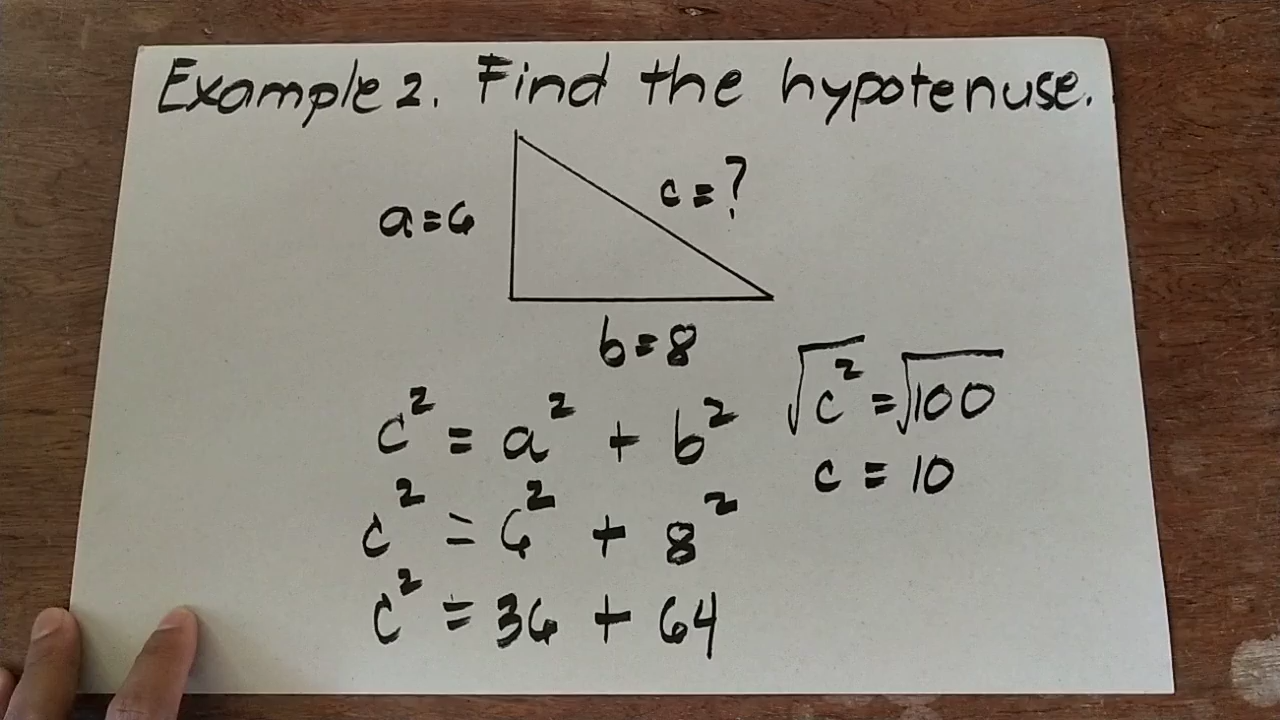 Example 2. Find the hypotenuse.
a=6
c=?
b=8
c² = a² + b²
c² = 6² + 8²
c² = 36 + 64
√c² = √100
c = 10